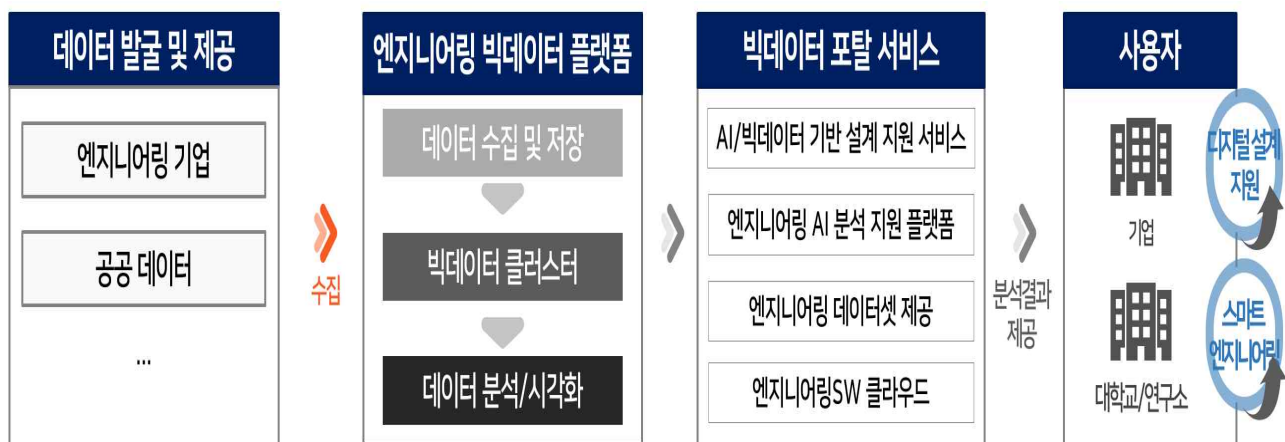 데이터 발굴 및 제공
엔지니어링 기업
공공 데이터
...
수집
엔지니어링 빅데이터 플랫폼
데이터 수집 및 저장
빅데이터 클러스터
데이터 분석/시각화
빅데이터 포탈 서비스
AI/빅데이터 기반 설계 지원 서비스
엔지니어링 AI 분석 지원 플랫폼
엔지니어링 데이터셋 제공
엔지니어링SW 클라우드
분석결과
제공
사용자
기업
대학교/연구소
디지털 설계
지원
스마트
엔지니어링